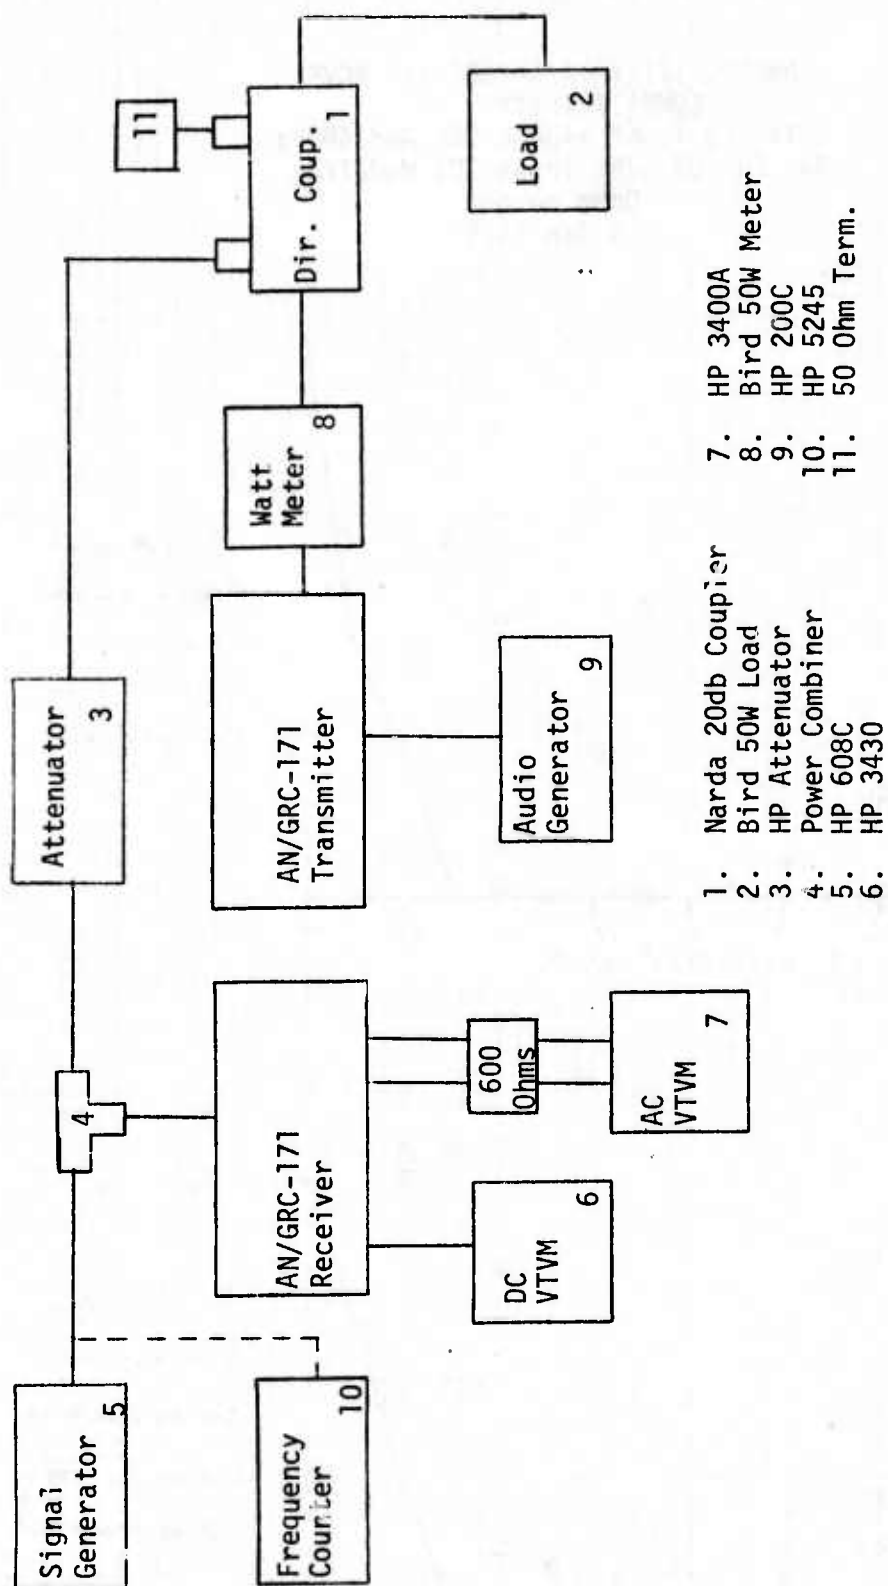 Signal
Generator
5
Frequency
Counter
10
4
Attenuator
3
11
Dir. Coup.
1
Load
2
Watt
Meter
8
AN/GRC-171
Transmitter
Audio
Generator
9
AN/GRC-171
Receiver
600
Ohms
AC
VTVM
7
DC
VTVM
6
1. Narda 20db Coupler
2. Bird 50W Load
3. HP Attenuator
4. Power Combiner
5. HP 608C
6. HP 3430
7. HP 3400A
8. Bird 50W Meter
9. HP 200C
10. HP 5245
11. 50 Ohm Term.